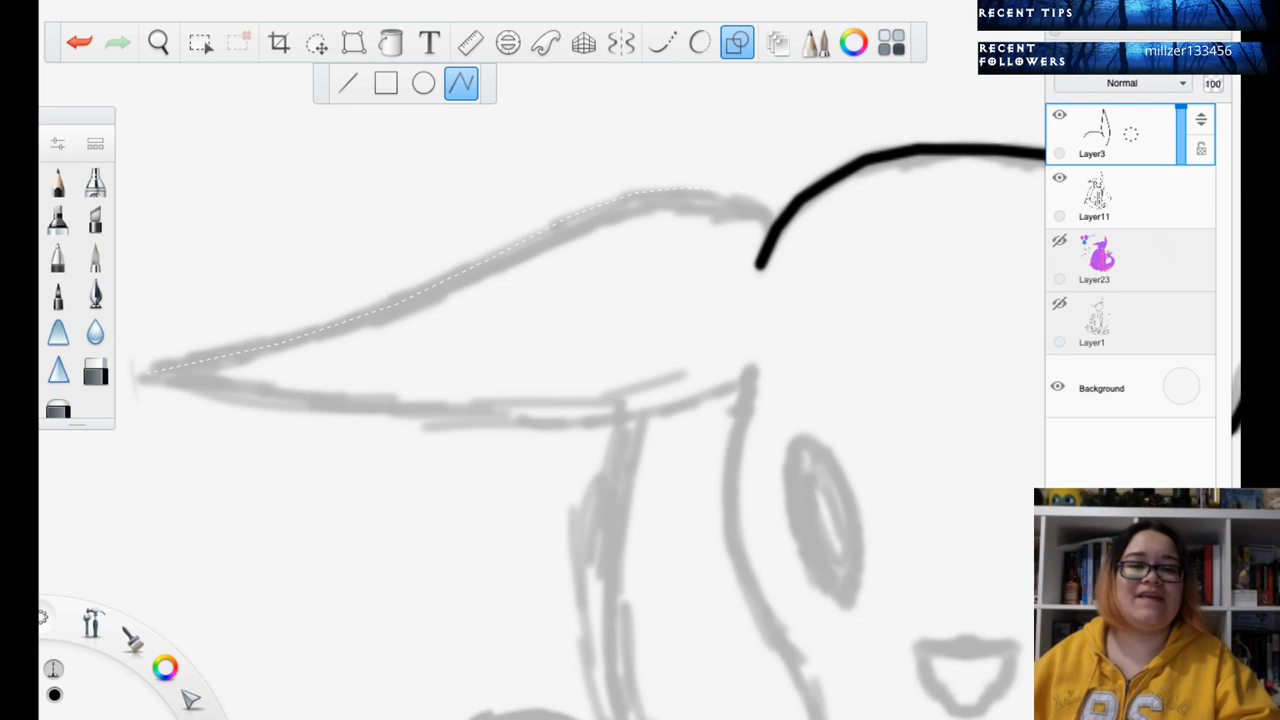 RECENT TIPS
RECENT
FOLLOWERS
millzer133456
T
Normal
100
Layer3
Layer11
Layer23
Layer1
Background